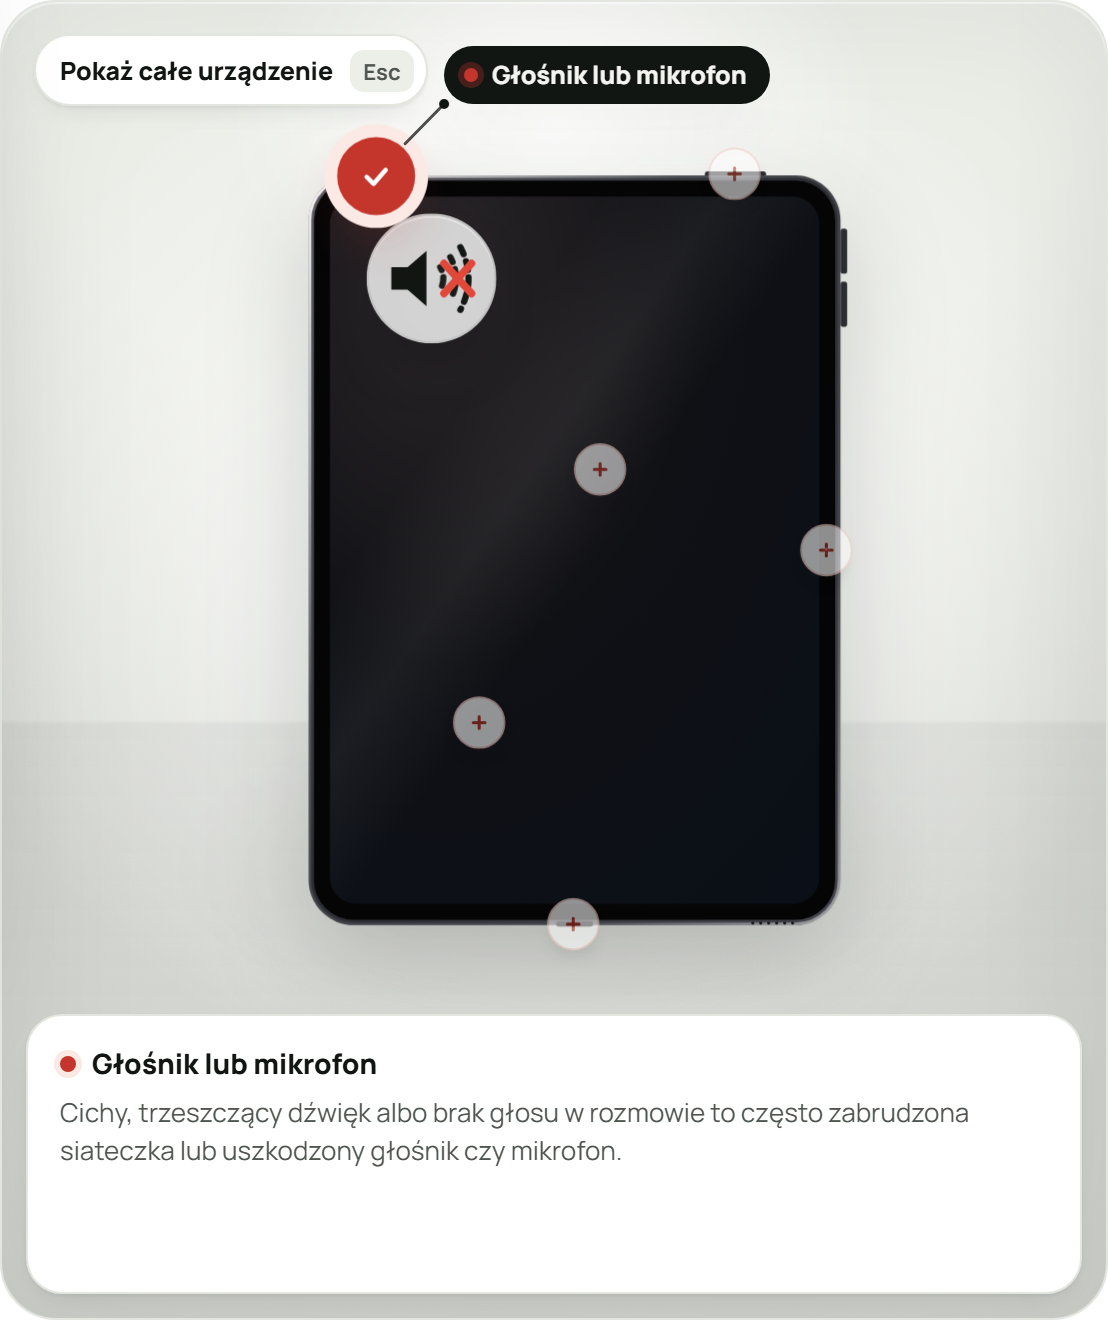 Pokaż całe urządzenie Esc
Głośnik lub mikrofon
Głośnik lub mikrofon
Cichy, trzeszczący dźwięk albo brak głosu w rozmowie to często zabrudzona
siateczka lub uszkodzony głośnik czy mikrofon.